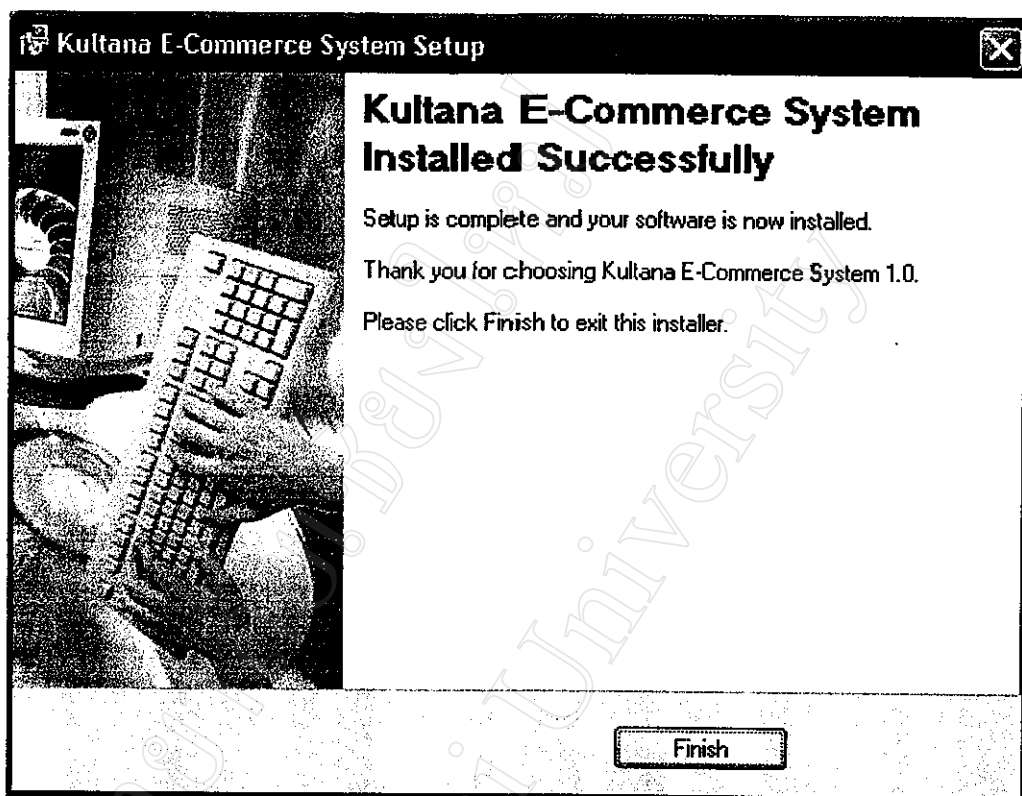 Kultana E-Commerce System Setup
Kultana E-Commerce System
Installed Successfully
Setup is complete and your software is now installed.
Thank you for choosing Kultana E-Commerce System 1.0.
Please click Finish to exit this installer.
University
Finish